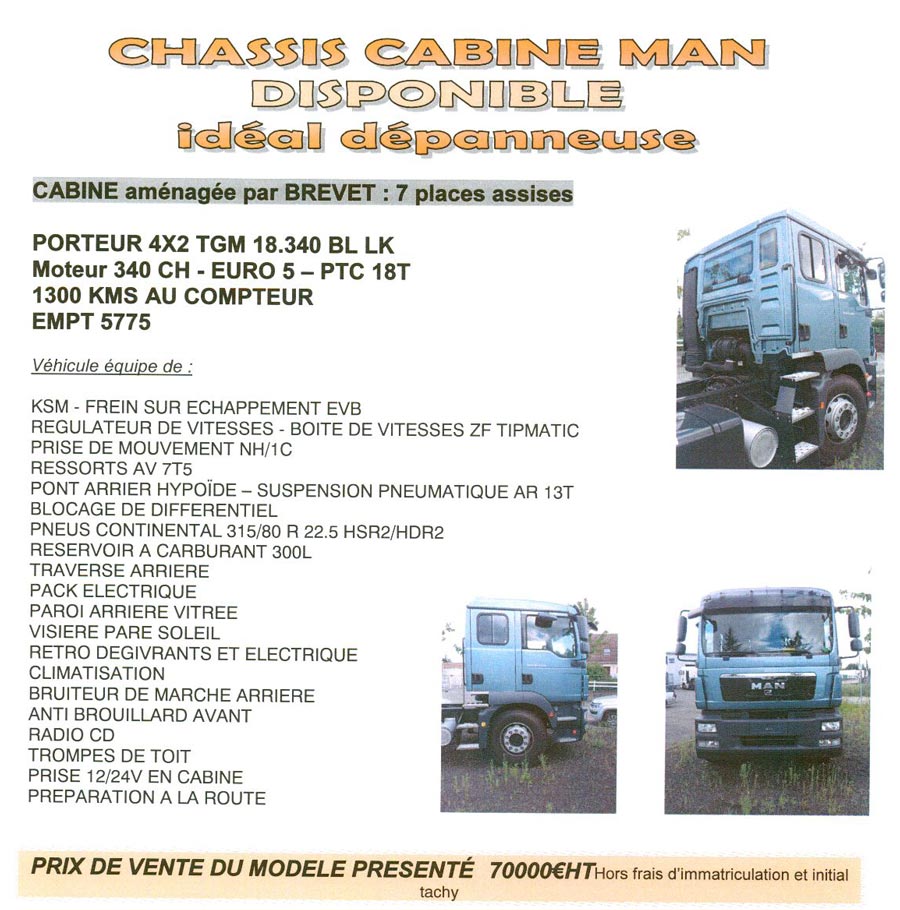 CHASSIS CABINE MAN
DISPONIBLE
idéal dépanneuse
CABINE aménagée par BREVET : 7 places assises
PORTEUR 4X2 TGM 18.340 BL LK
Moteur 340 CH - EURO 5 – PTC 18T
1300 KMS AU COMPTEUR
EMPT 5775
Véhicule équipe de :
KSM - FREIN SUR ECHAPPEMENT EVB
REGULATEUR DE VITESSES - BOITE DE VITESSES ZF TIPMATIC
PRISE DE MOUVEMENT NH/1C
RESSORTS AV 7T5
PONT ARRIER HYPOÏDE – SUSPENSION PNEUMATIQUE AR 13T
BLOCAGE DE DIFFERENTIEL
PNEUS CONTINENTAL 315/80 R 22.5 HSR2/HDR2
RESERVOIR A CARBURANT 300L
TRAVERSE ARRIERE
PACK ELECTRIQUE
PAROI ARRIERE VITREE
VISIERE PARE SOLEIL
RETRO DEGIVRANTS ET ELECTRIQUE
CLIMATISATION
BRUITEUR DE MARCHE ARRIERE
ANTI BROUILLARD AVANT
RADIO CD
TROMPES DE TOIT
PRISE 12/24V EN CABINE
PREPARATION A LA ROUTE
MAN
PRIX DE VENTE DU MODELE PRESENTÉ 70000€HT Hors frais d'immatriculation et initial
tachy